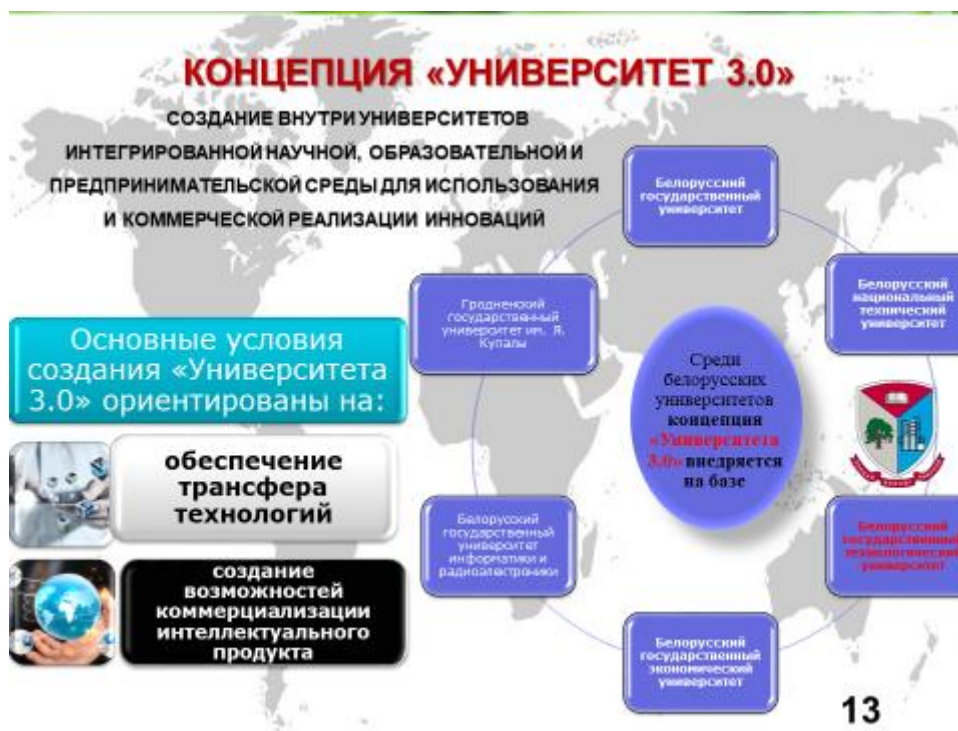 КОНЦЕПЦИЯ «УНИВЕРСИТЕТ 3.0»
СОЗДАНИЕ ВНУТРИ УНИВЕРСИТЕТОВ
ИНТЕГРИРОВАННОЙ НАУЧНОЙ, ОБРАЗОВАТЕЛЬНОЙ И
ПРЕДПРИНИМАТЕЛЬСКОЙ СРЕДЫ ДЛЯ ИСПОЛЬЗОВАНИЯ
И КОММЕРЧЕСКОЙ РЕАЛИЗАЦИИ ИННОВАЦИЙ
Основные условия
создания «Университета
3.0» ориентированы на:
обеспечение
трансфера
технологий
создание
возможностей
коммерциализации
интеллектуального
продукта
Белорусский
государственный
университет
Белорусский
национальный
технический
университет
Белорусский
государственный
технологический
университет
Белорусский
государственный
экономический
университет
Белорусский
государственный
университет
информатики и
радиоэлектроники
Гродненский
государственный
университет им. Я.
Купалы
Среди
белорусских
университетов
концепция
«Университета
3.0» внедряется
на базе
13